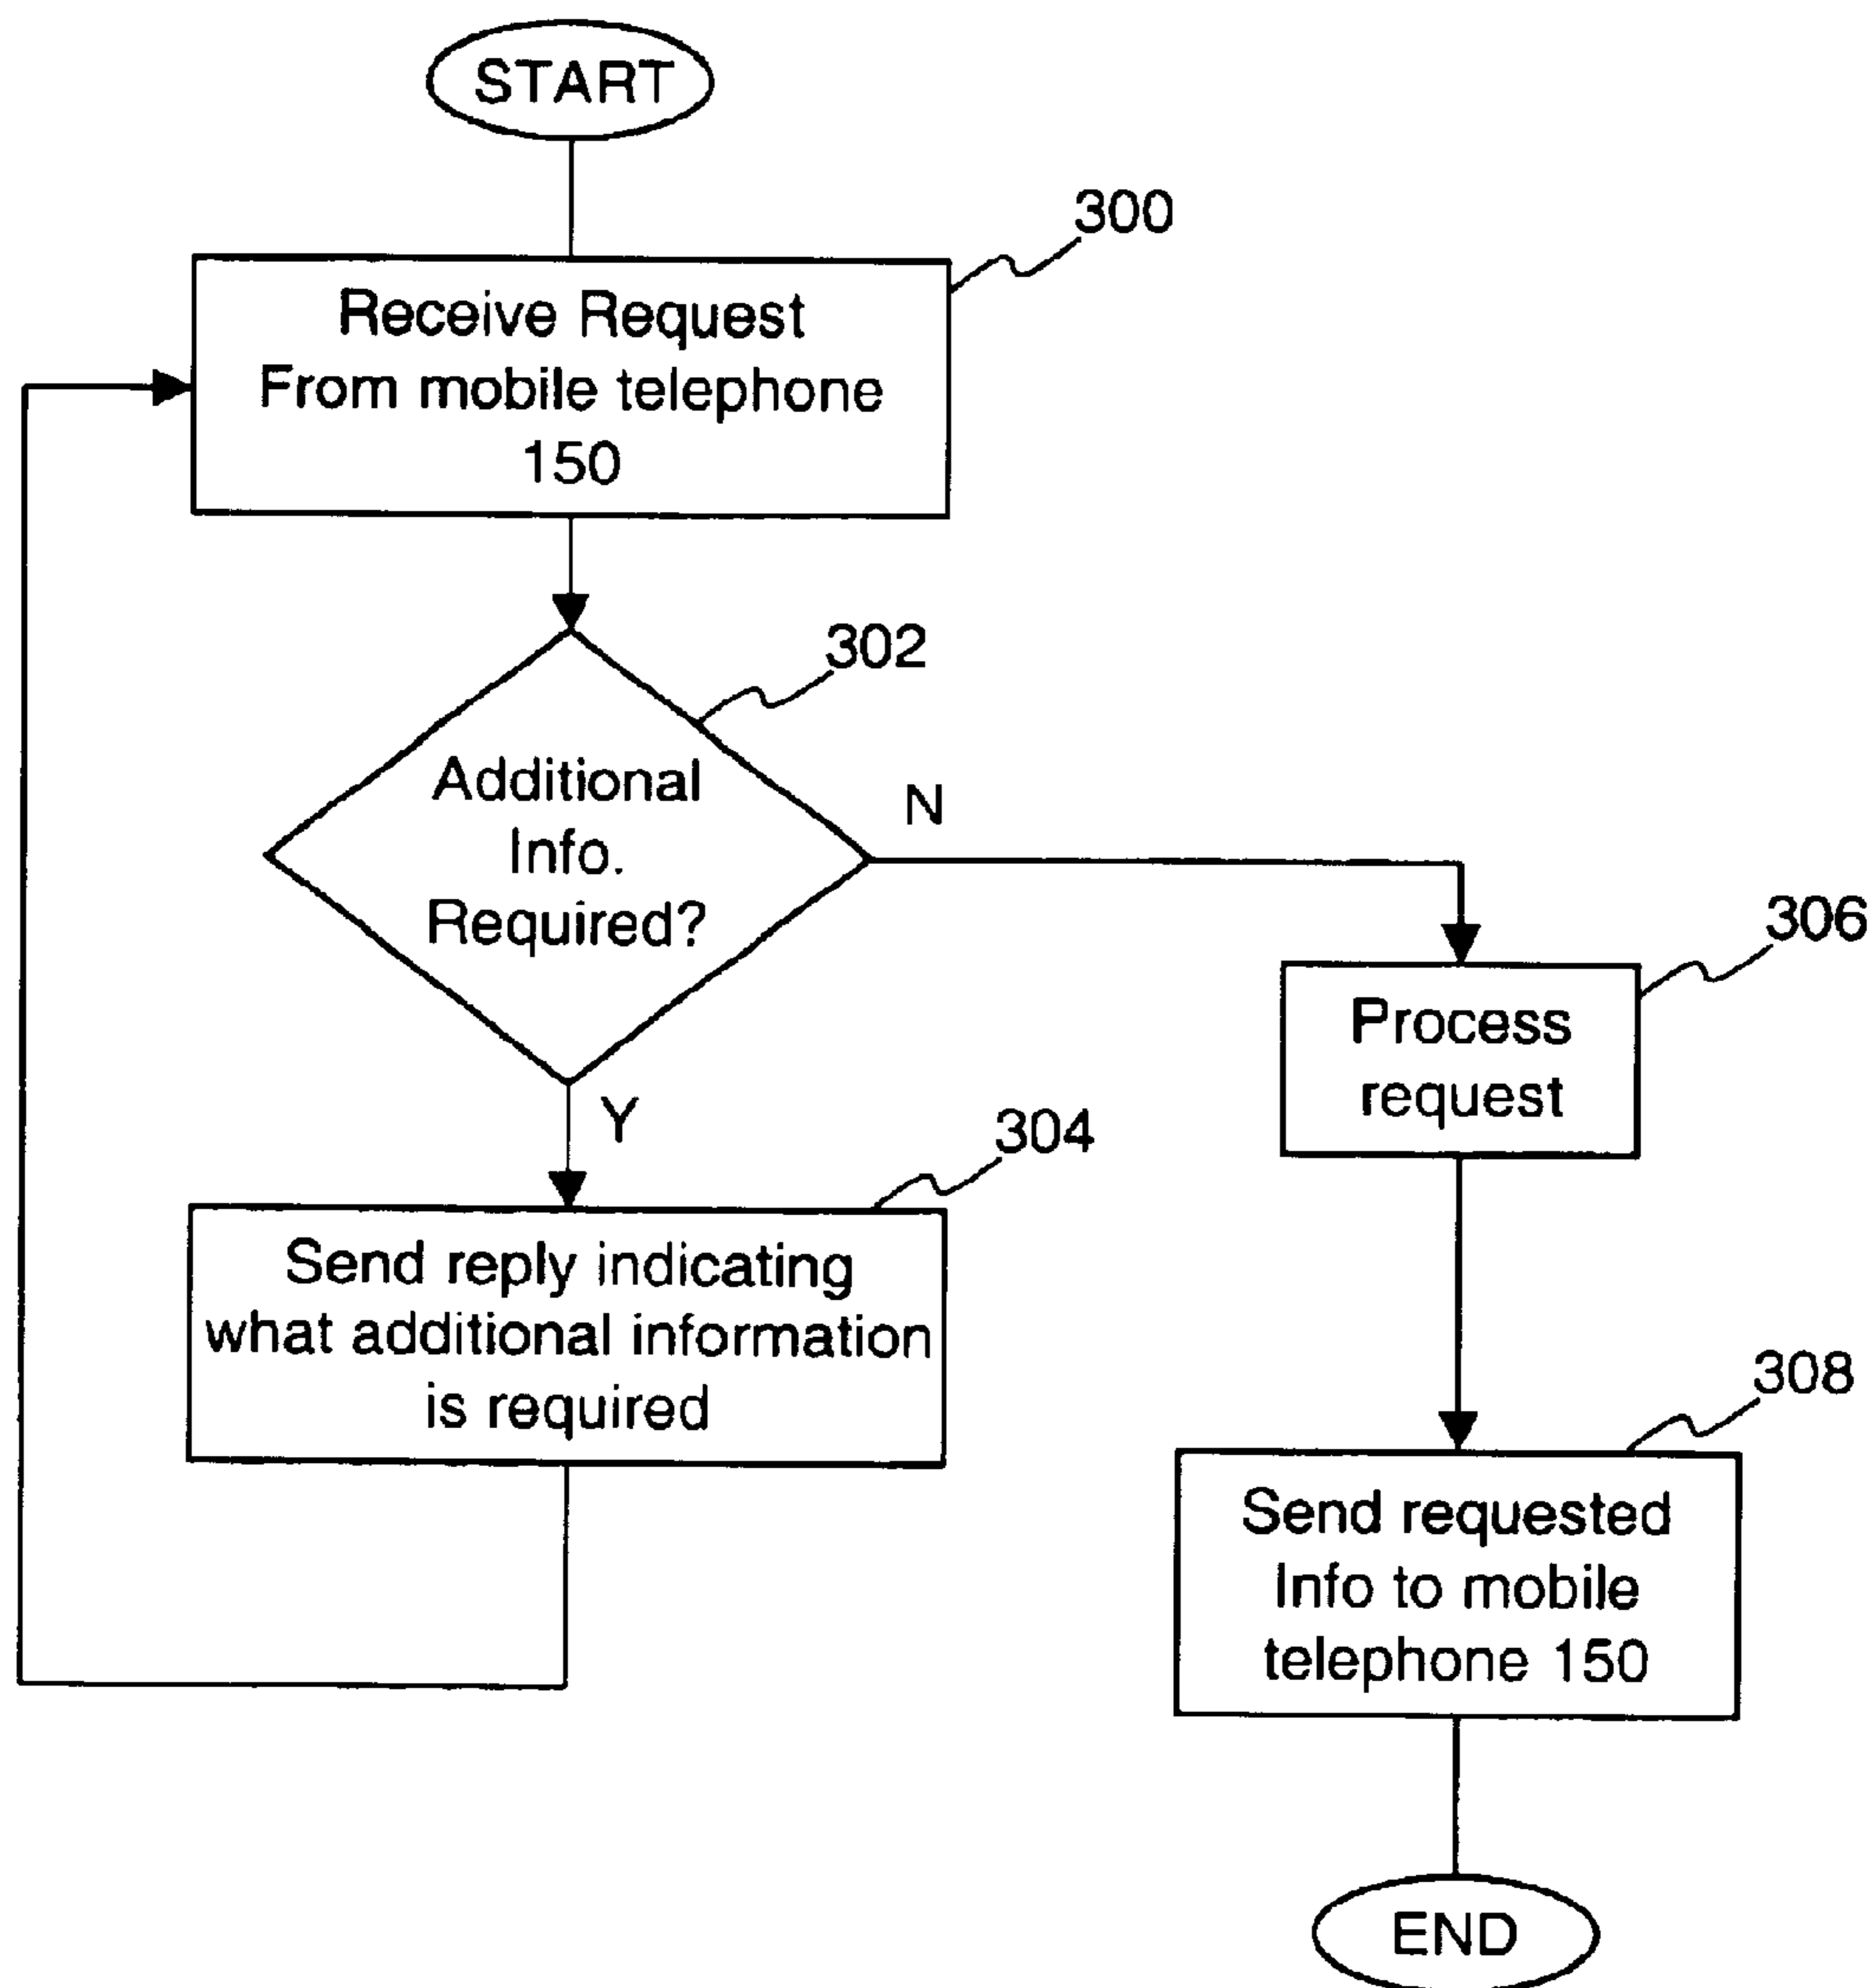 START
300
Receive Request
From mobile telephone
150
302
Additional
Info.
Required?
N
Y
304
Send reply indicating
what additional information
is required
306
Process
request
308
Send requested
Info to mobile
telephone 150
END